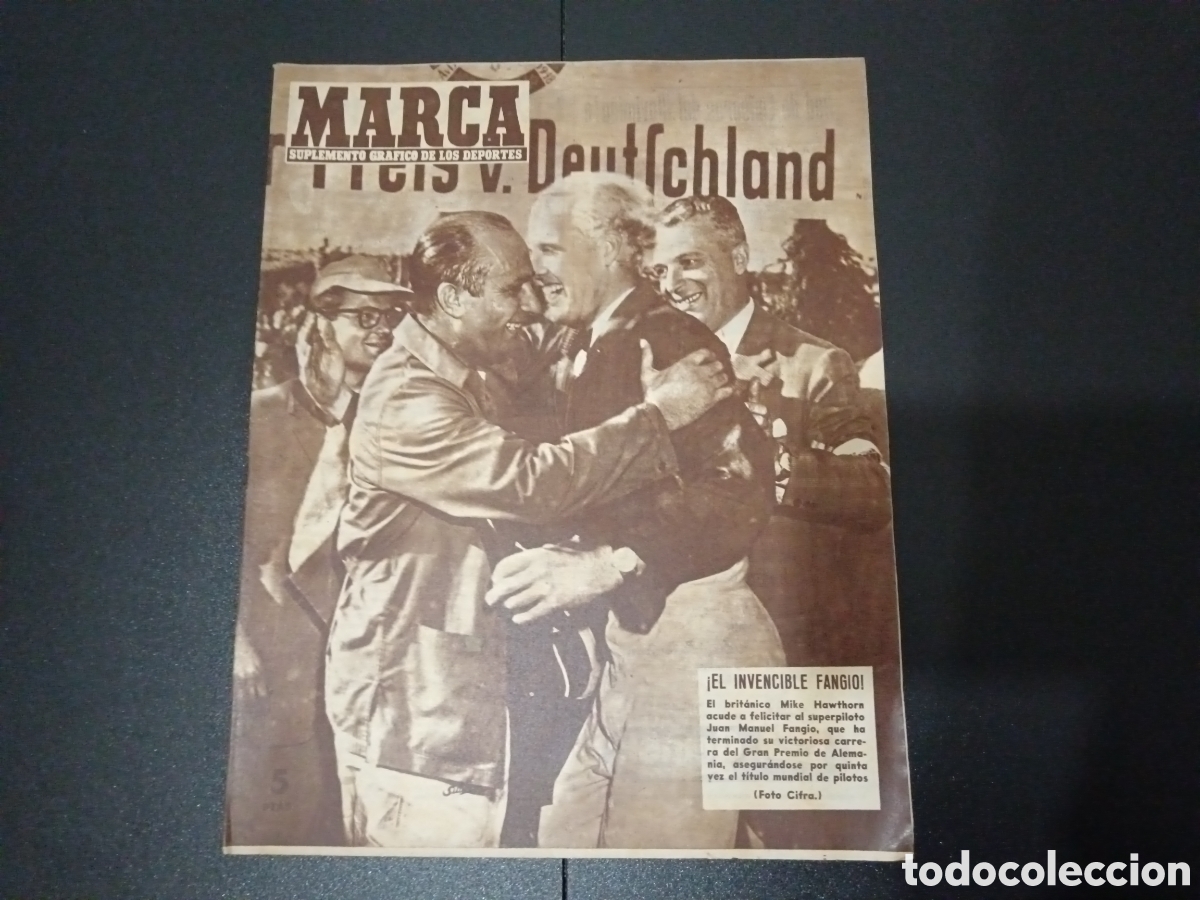 MARCA
SUPLEMENTO GRAFICO DE LOS DEPORTES
Preis v. Deutschland
¡EL INVENCIBLE FANGIO!
El británico Mike Hawthorn
acude a felicitar al superpiloto
Juan Manuel Fangio, que ha
terminado su victoriosa carre-
ra del Gran Premio de Alema-
nia, asegurándose por quinta
vez el título mundial de pilotos
(Foto Cifra.)
5
PTAS
todocoleccion